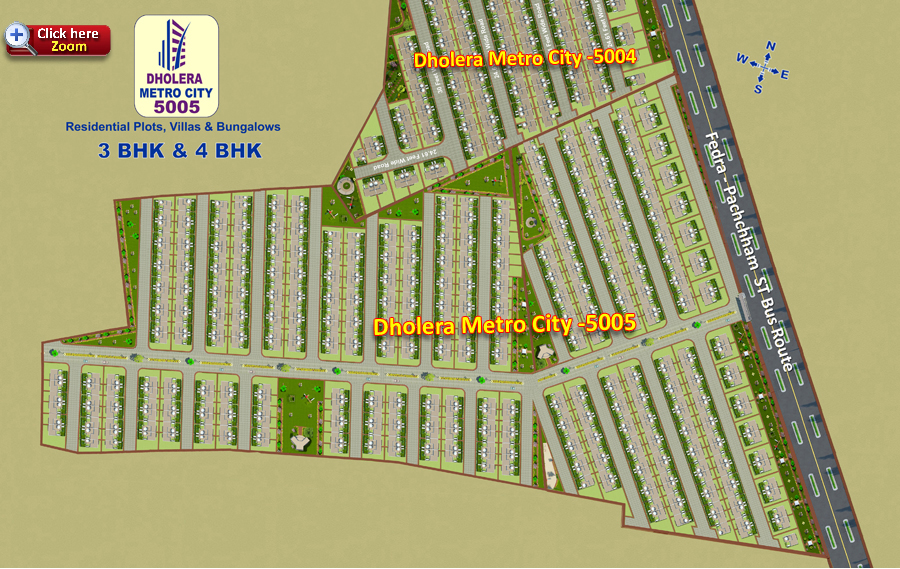 Click here
Zoom
DHOLERA
METRO CITY
5005
Residential Plots, Villas & Bungalows
3 BHK & 4 BHK
Dholera Metro City -5004
N
W
E
S
24.61 Feet Wide Road
Fedra - Pachchham- ST Bus Route
Dholera Metro City -5005